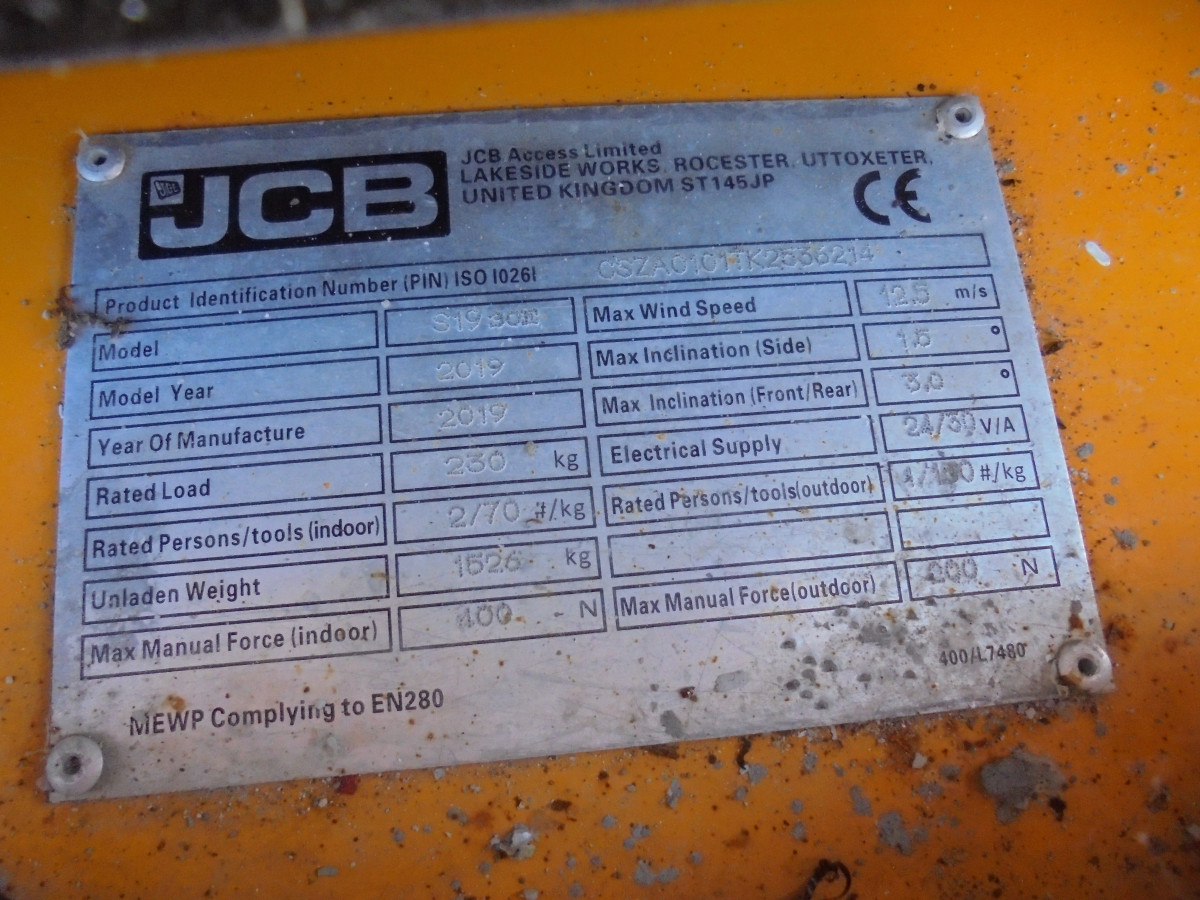 JCB
JCB Access Limited
LAKESIDE WORKS, ROCESTER, UTTOXETER,
UNITED KINGDOM ST145JP
CE
Product Identification Number (PIN) ISO 10261
Model S19
Max Wind Speed 12.5 m/s
Model Year 2019
Max Inclination (Side) 1.5 °
Year Of Manufacture 2019
Max Inclination (Front/Rear) 3.0 °
Rated Load 230 kg
Electrical Supply 24/30 V/A
Rated Persons/tools (indoor) 2/70 #/kg
Rated Persons/tools(outdoor) #/kg
Unladen Weight 1526 kg
Max Manual Force (indoor) 400 N
Max Manual Force(outdoor) 200 N
MEWP Complying to EN280
400/L7480